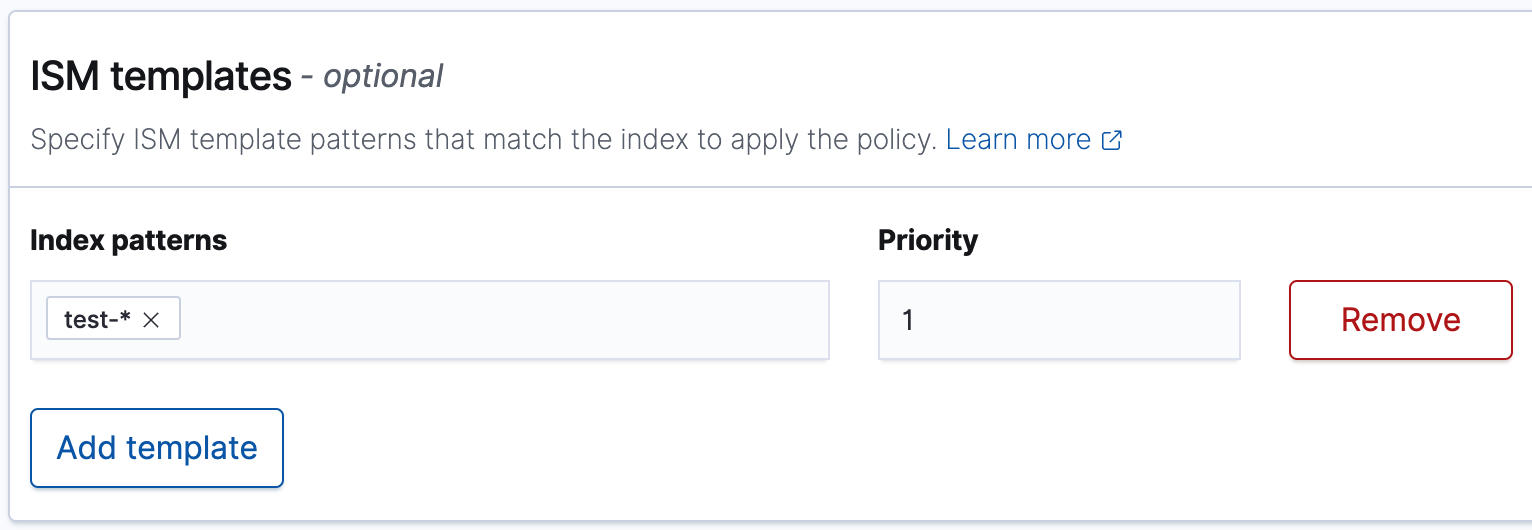 ISM templates - optional
Specify ISM template patterns that match the index to apply the policy. Learn more
Index patterns
Priority
test-*
1
Remove
Add template